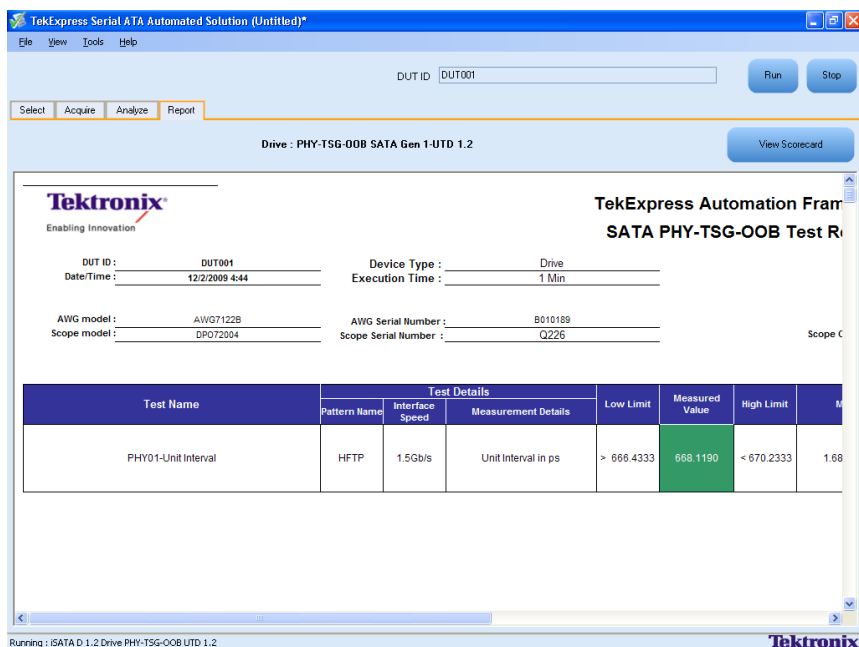 TekExpress Serial ATA Automated Solution (Untitled)*
File View Tools Help
DUT ID DUT001 Run Stop
Select Acquire Analyze Report
Drive : PHY-TSG-OOB SATA Gen 1-UTD 1.2 View Scorecard
Tektronix
Enabling Innovation
TekExpress Automation Fram
SATA PHY-TSG-OOB Test R
DUT ID : DUT001 Device Type : Drive
Date/Time : 12/2/2009 4:44 Execution Time : 1 Min
AWG model : AWG7122B AWG Serial Number : B010189
Scope model : DPO72004 Scope Serial Number : Q226 Scope
Test Name Test Details Low Limit Measured Value High Limit M
Pattern Name Interface Speed Measurement Details
PHY01-Unit Interval HFTP 1.5Gb/s Unit Interval in ps > 666.4333 668.1190 < 670.2333 1.68
Running : iSATA D 1.2 Drive PHY-TSG-OOB UTD 1.2
Tektronix